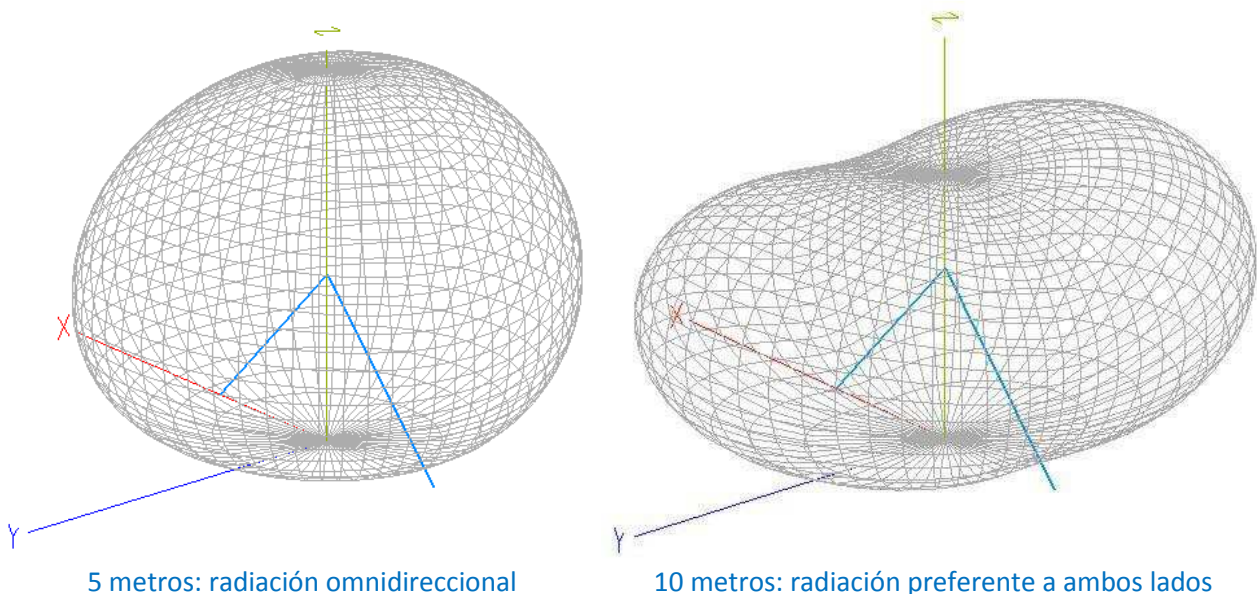 Z Z
X X
Y Y
5 metros: radiación omnidireccional
10 metros: radiación preferente a ambos lados